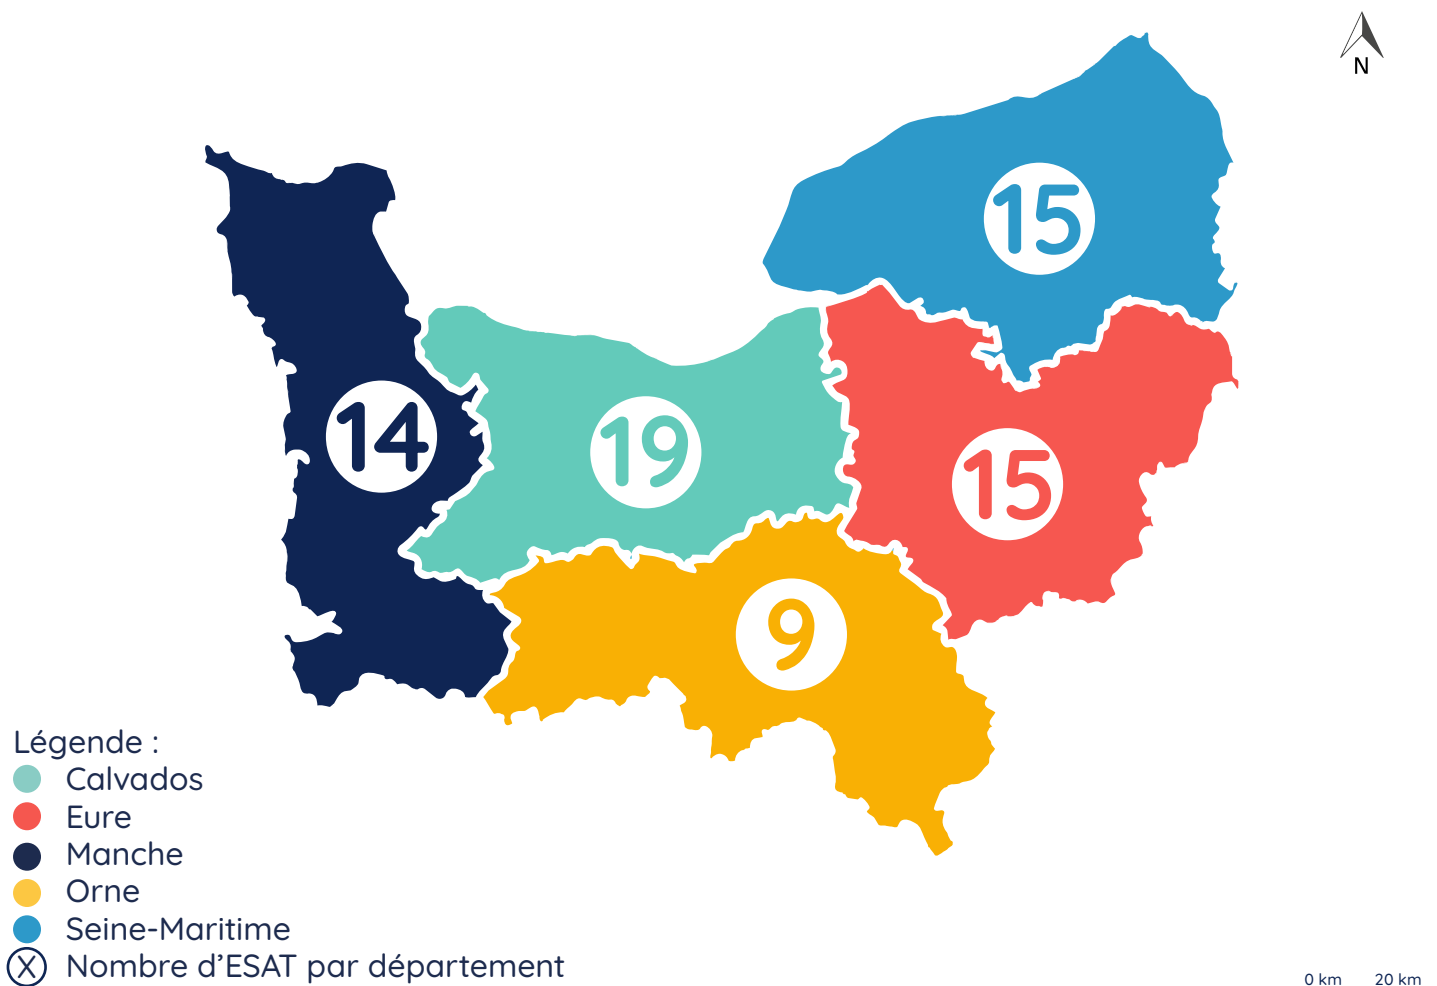 N
15
14
19
15
9
Légende :
Calvados
Eure
Manche
Orne
Seine-Maritime
X Nombre d’ESAT par département
0 km 20 km